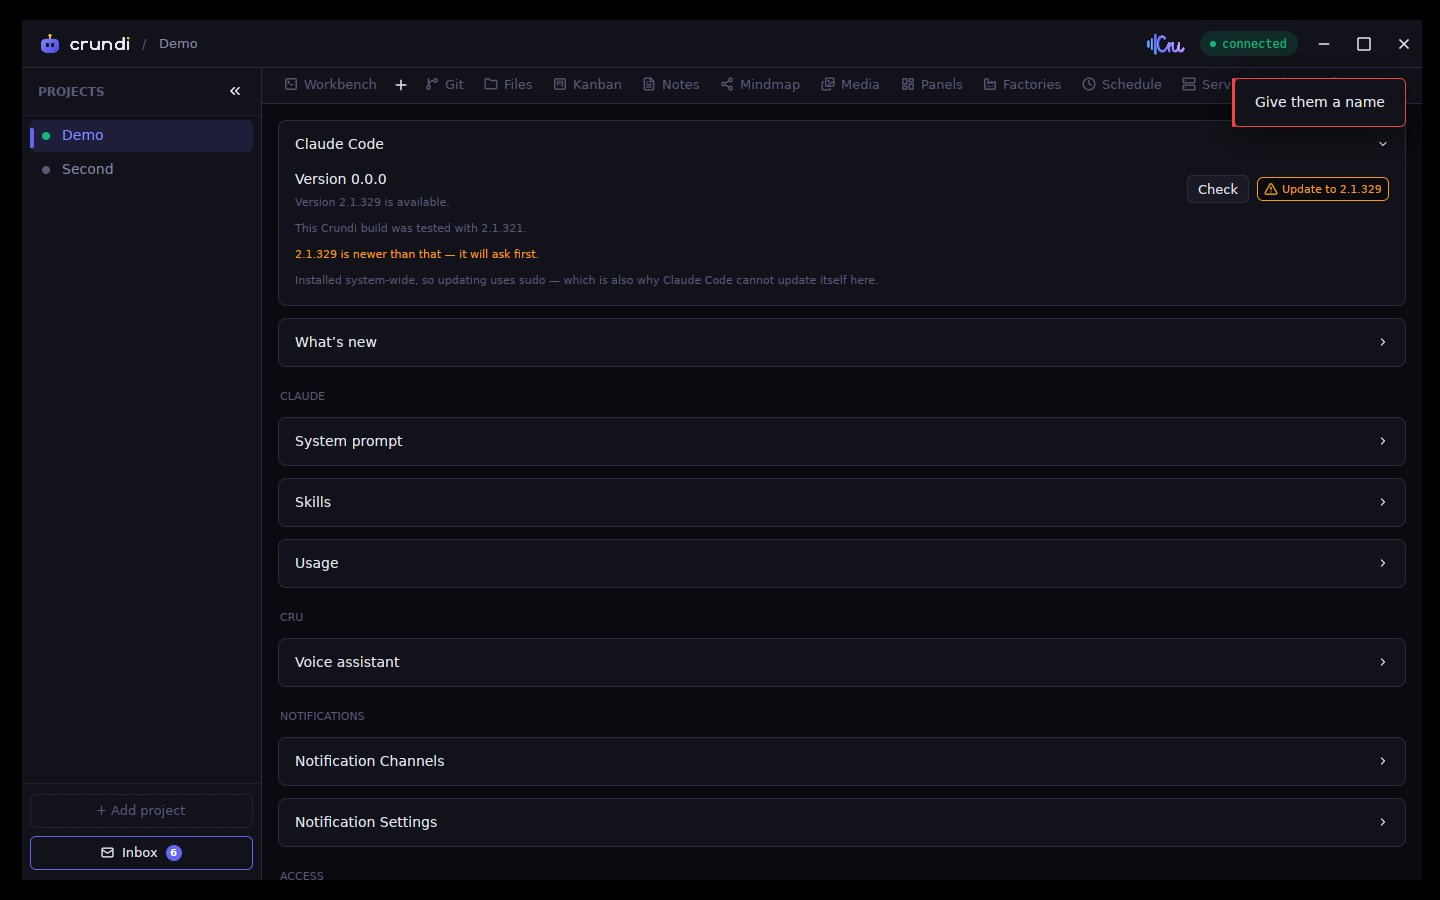 crundi / Demo
Cru
connected
PROJECTS
Demo
Second
+ Add project
Inbox 6
Workbench + Git Files Kanban Notes Mindmap Media Panels Factories Schedule
Give them a name
Claude Code
Version 0.0.0
Version 2.1.329 is available.
Check
Update to 2.1.329
This Crundi build was tested with 2.1.321.
2.1.329 is newer than that — it will ask first.
Installed system-wide, so updating uses sudo — which is also why Claude Code cannot update itself here.
What’s new
CLAUDE
System prompt
Skills
Usage
CRU
Voice assistant
NOTIFICATIONS
Notification Channels
Notification Settings
ACCESS